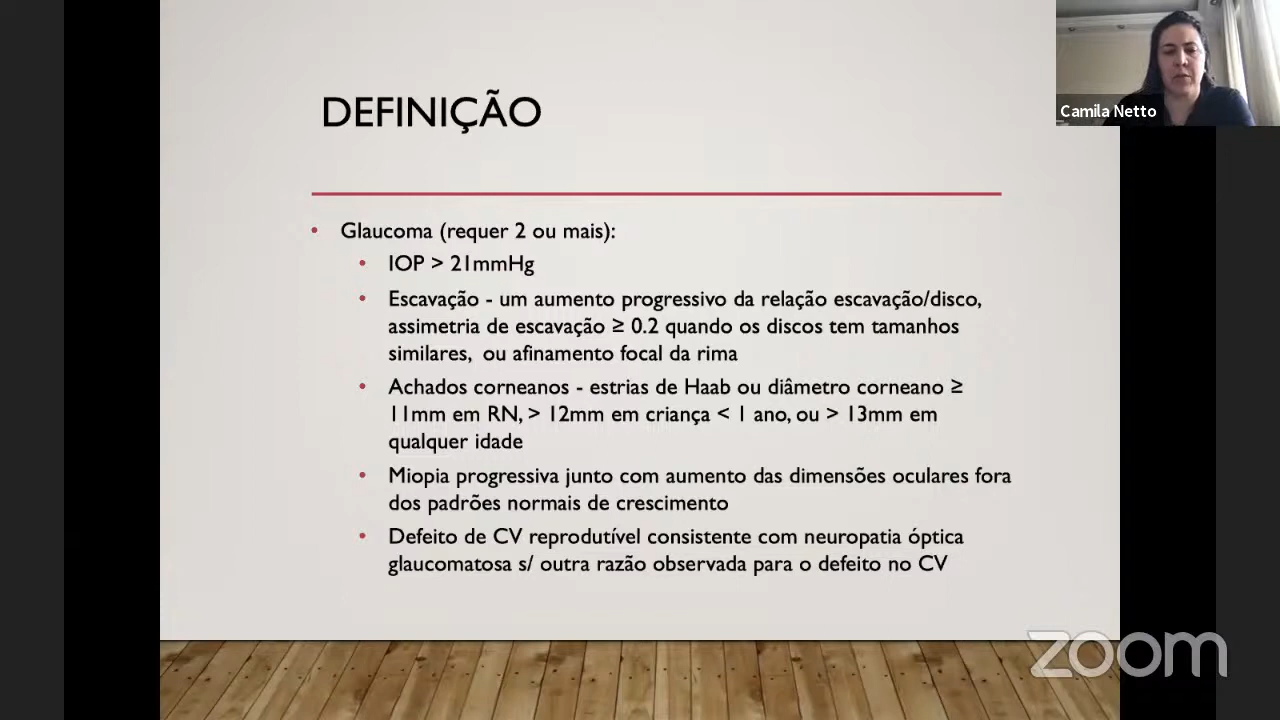 DEFINIÇÃO
Camila Netto
• Glaucoma (requer 2 ou mais):
• IOP > 21mmHg
• Escavação - um aumento progressivo da relação escavação/disco,
assimetria de escavação ≥ 0.2 quando os discos tem tamanhos
similares, ou afinamento focal da rima
• Achados corneanos - estrias de Haab ou diâmetro corneano ≥
11mm em RN, > 12mm em criança < 1 ano, ou > 13mm em
qualquer idade
• Miopia progressiva junto com aumento das dimensões oculares fora
dos padrões normais de crescimento
• Defeito de CV reprodutível consistente com neuropatia óptica
glaucomatosa s/ outra razão observada para o defeito no CV
zoom